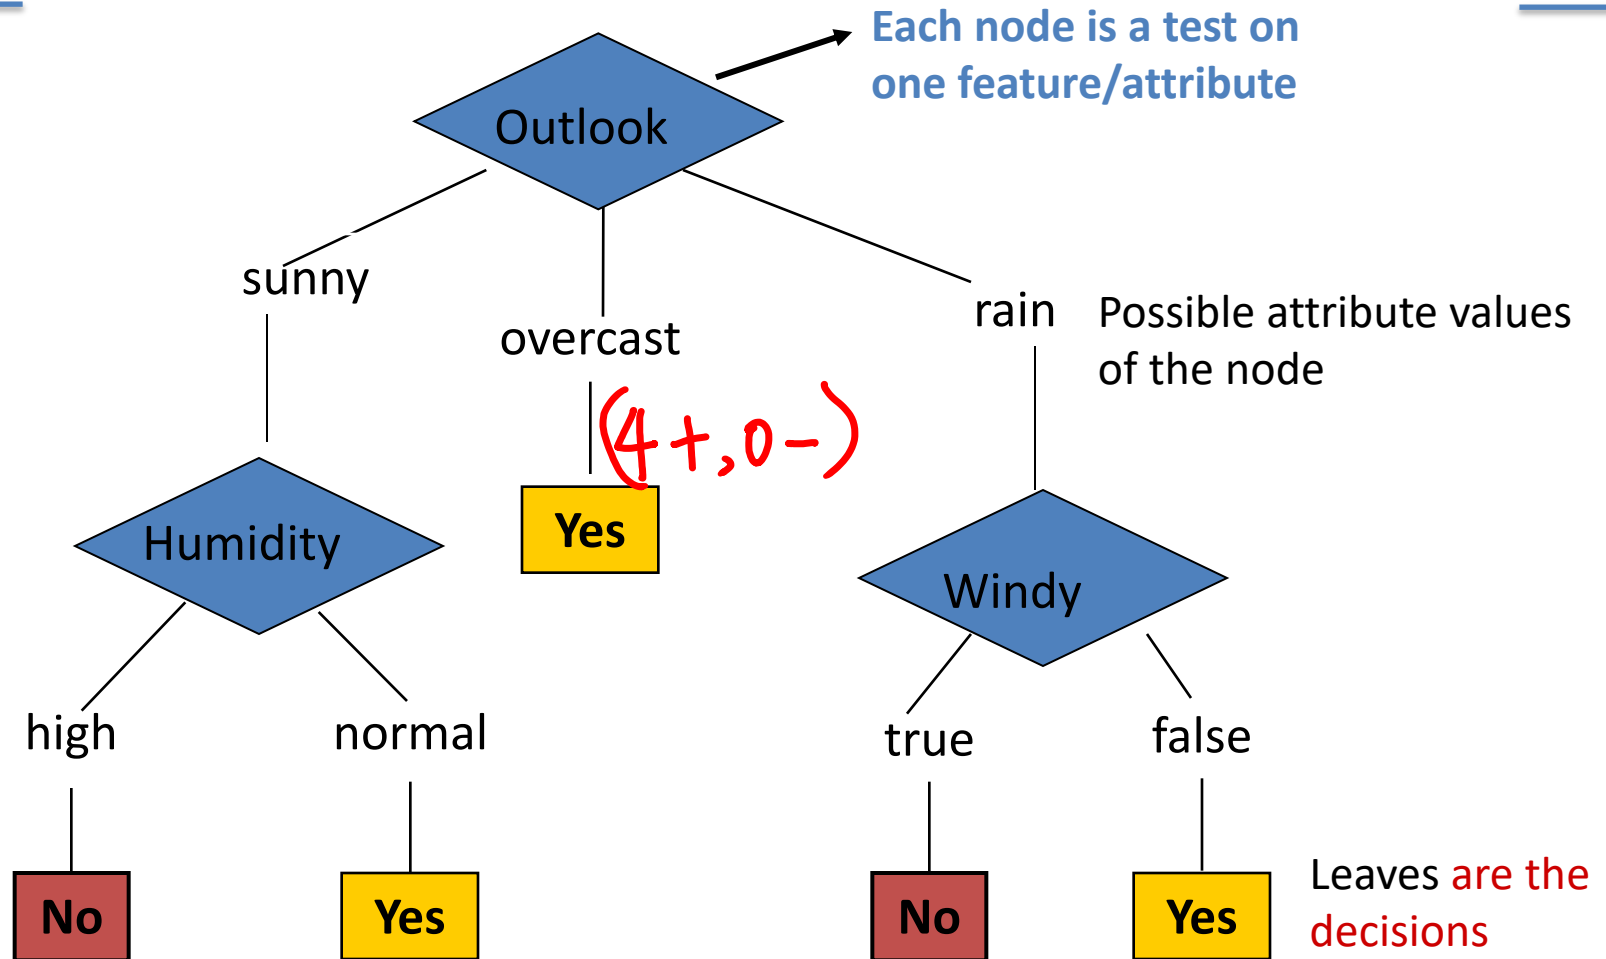 Each node is a test on
one feature/attribute
Outlook
sunny
overcast
rain
Possible attribute values
of the node
(4+,0-)
Humidity
Yes
Windy
high
normal
true
false
No
Yes
No
Yes
Leaves are the
decisions